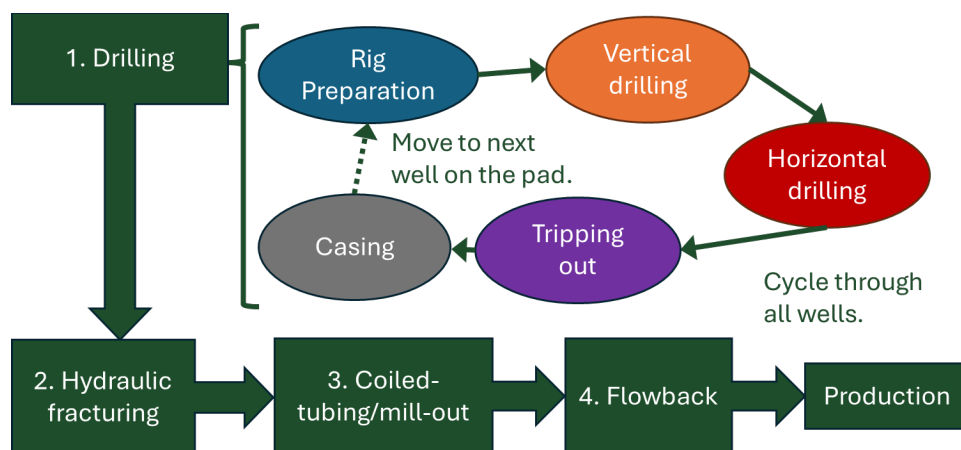 1. Drilling
Rig
Preparation
Vertical
drilling
Horizontal
drilling
Move to next
well on the pad.
Casing
Tripping
out
Cycle through
all wells.
2. Hydraulic
fracturing
3. Coiled-
tubing/mill-out
4. Flowback
Production